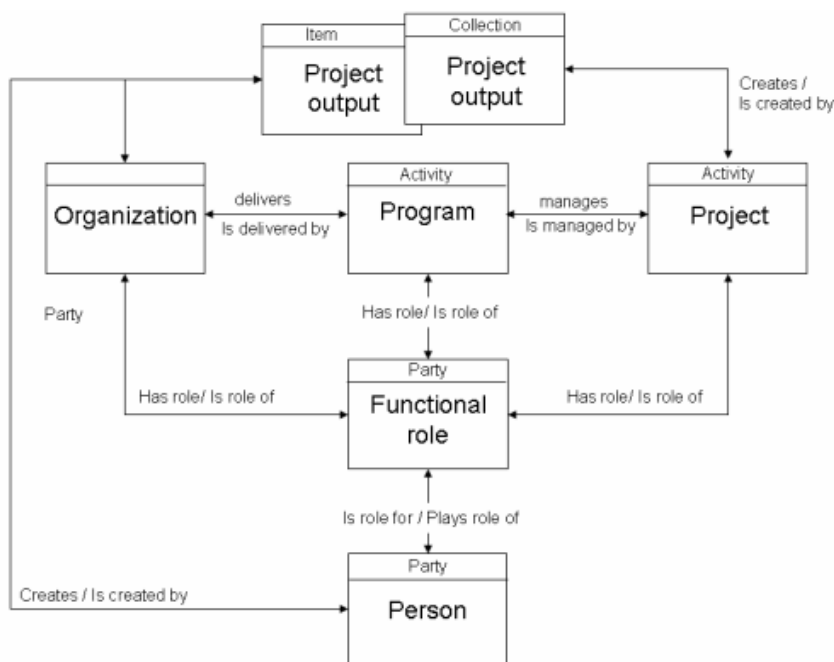 Item
Project
output
Collection
Project
output
Creates /
Is created by
Organization
delivers
Is delivered by
Activity
Program
manages
Is managed by
Activity
Project
Party
Has role/ Is role of
Has role/ Is role of
Party
Functional
role
Has role/ Is role of
Is role for / Plays role of
Party
Person
Creates / Is created by